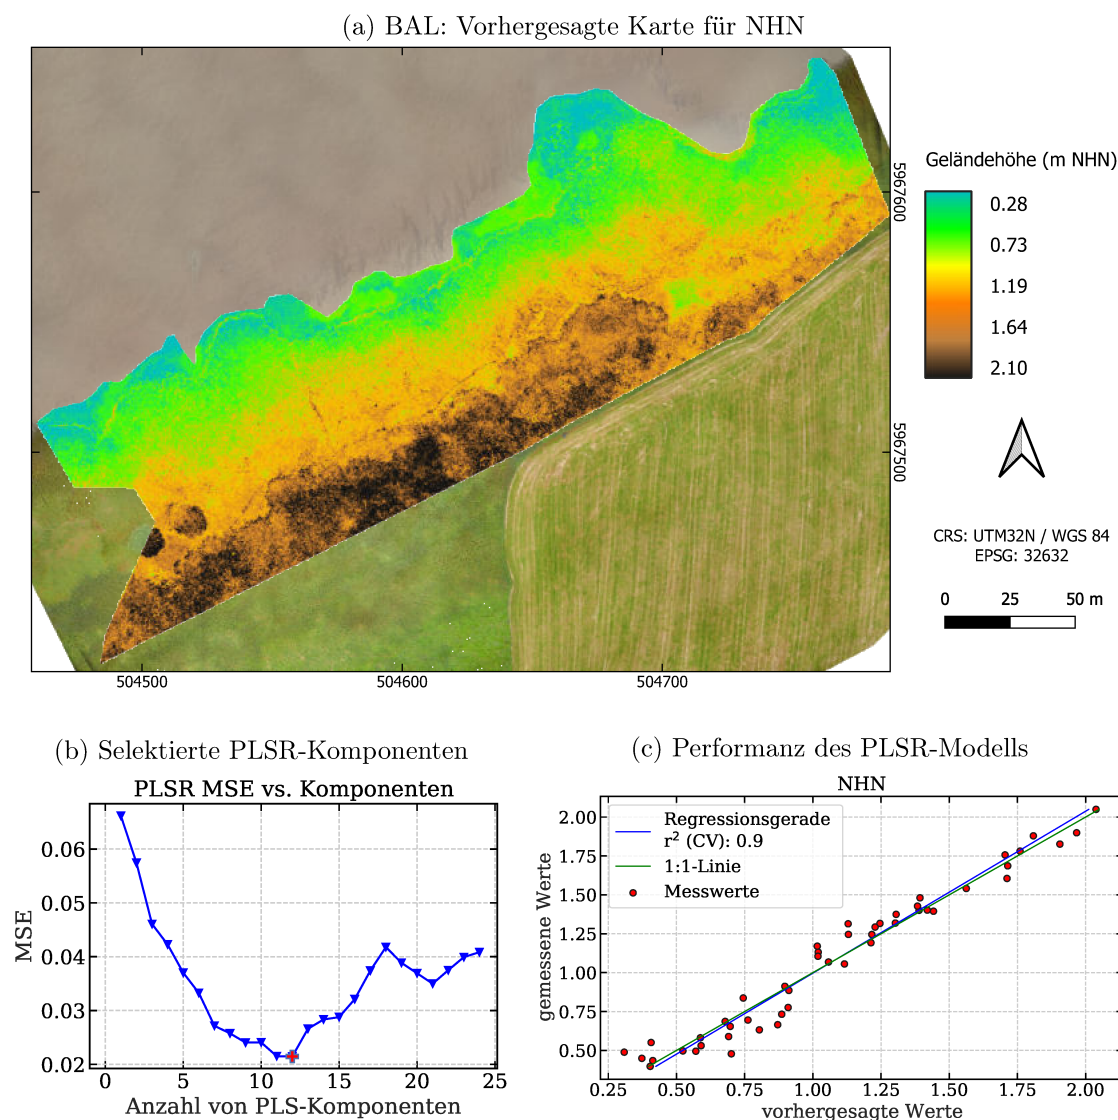 (a) BAL: Vorhergesagte Karte für NHN
5967600
5967500
504500
504600
504700
Geländehöhe (m NHN)
0.28
0.73
1.19
1.64
2.10
CRS: UTM32N / WGS 84
EPSG: 32632
0 25 50 m
(b) Selektierte PLSR-Komponenten
PLSR MSE vs. Komponenten
MSE
0.06
0.05
0.04
0.03
0.02
0 5 10 15 20 25
Anzahl von PLS-Komponenten
(c) Performanz des PLSR-Modells
NHN
Regressionsgerade
r² (CV): 0.9
1:1-Linie
Messwerte
gemessene Werte
2.00
1.75
1.50
1.25
1.00
0.75
0.50
0.25 0.50 0.75 1.00 1.25 1.50 1.75 2.00
vorhergesagte Werte